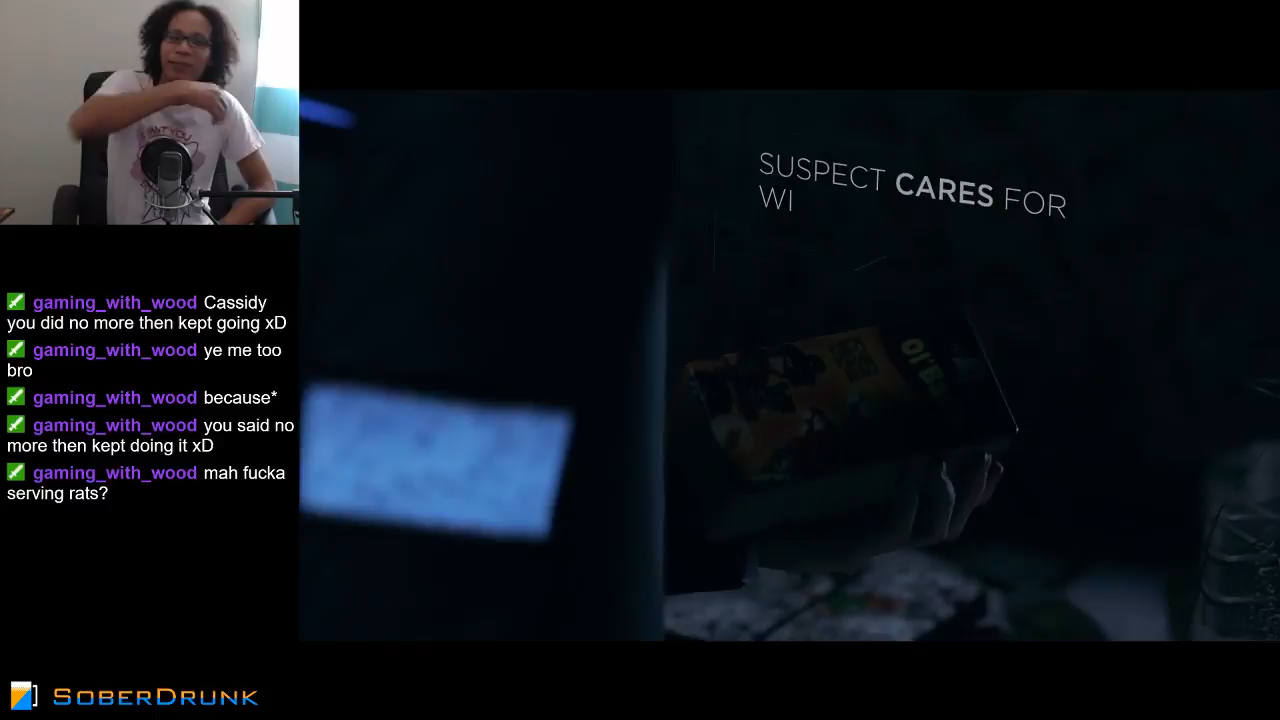 SUSPECT CARES FOR
WI
gaming_with_wood Cassidy
you did no more then kept going xD
gaming_with_wood ye me too
bro
gaming_with_wood because*
gaming_with_wood you said no
more then kept doing it xD
gaming_with_wood mah fucka
serving rats?
SOBERDRUNK